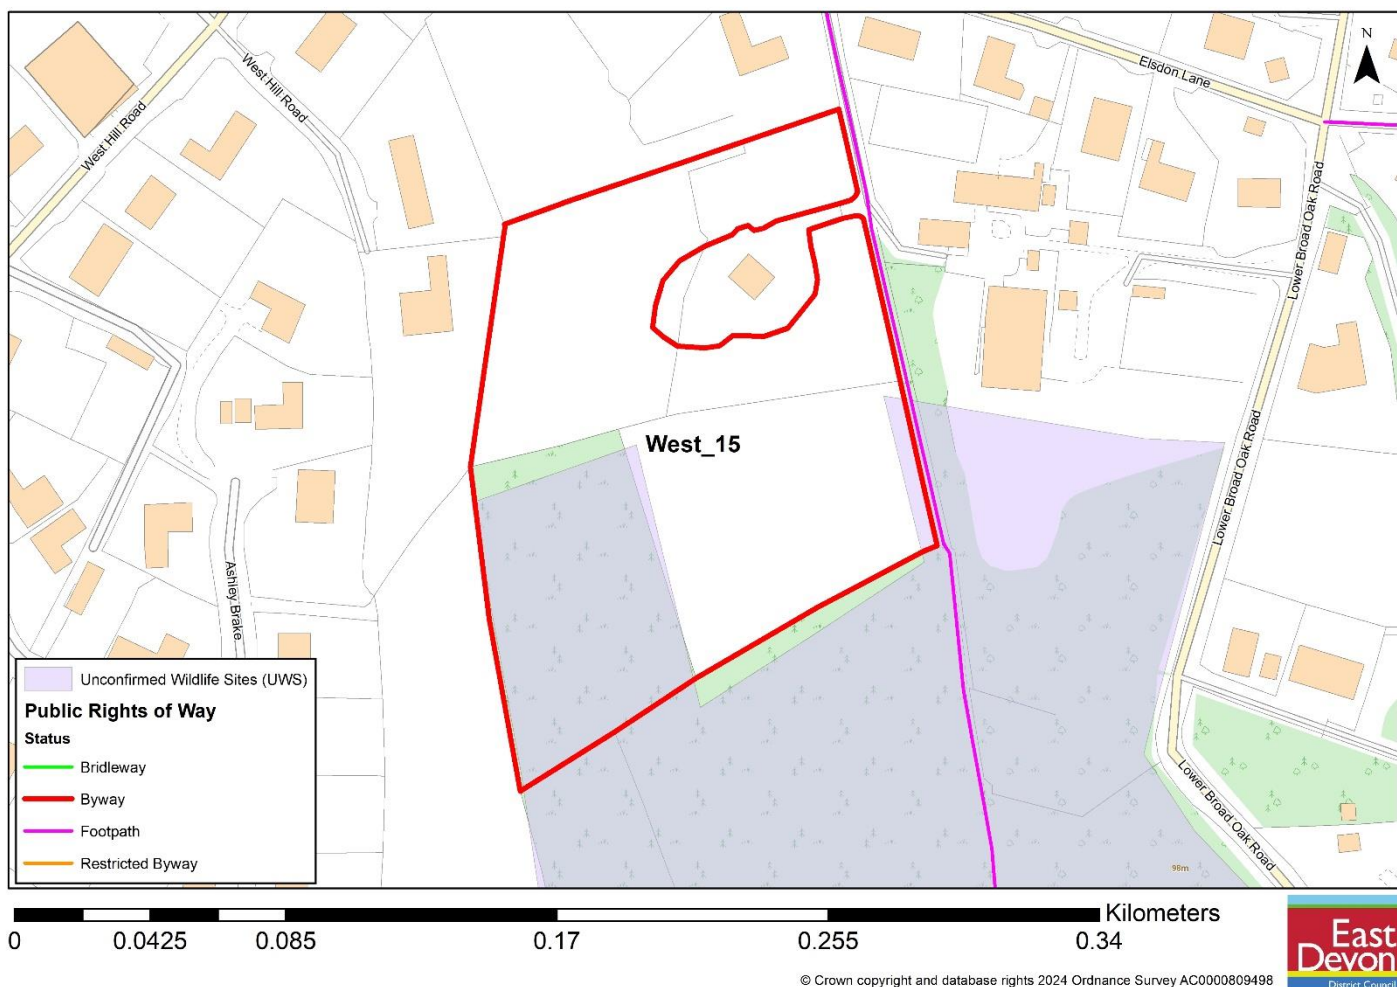 N
Elsdon Lane
West Hill Road
West Hill Road
Lower Broad Oak Road
West_15
Lower Broad Oak Road
Ashley Brake
Lower Broad Oak Road
98m
Unconfirmed Wildlife Sites (UWS)
Public Rights of Way
Status
Bridleway
Byway
Footpath
Restricted Byway
Kilometers
0 0.0425 0.085 0.17 0.255 0.34
© Crown copyright and database rights 2024 Ordnance Survey AC0000809498
East
Devon
District Council